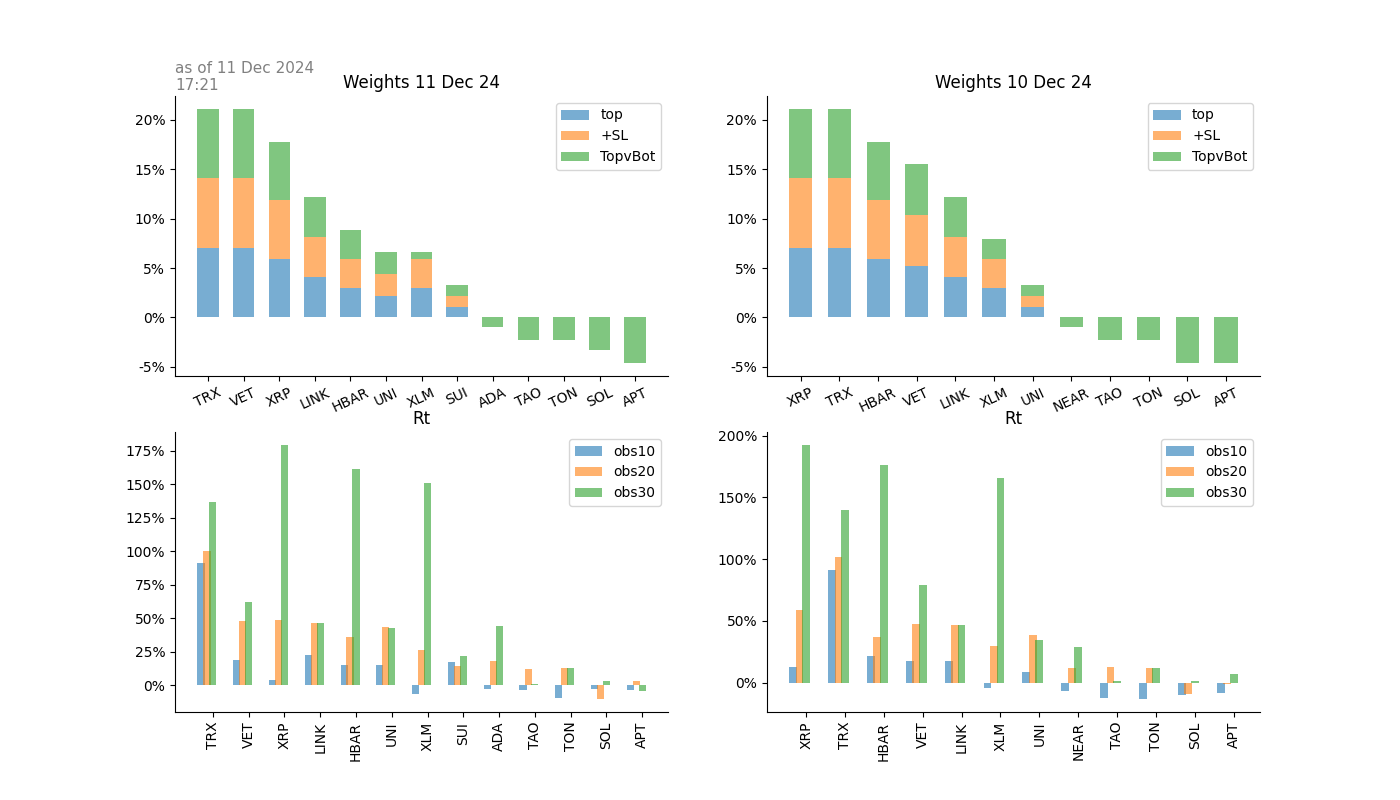 as of 11 Dec 2024
17:21
Weights 11 Dec 24
20%
15%
10%
5%
0%
-5%
top
+SL
TopvBot
TRX VET XRP LINK HBAR UNI XLM SUI ADA TAO TON SOL APT
Weights 10 Dec 24
20%
15%
10%
5%
0%
-5%
top
+SL
TopvBot
XRP TRX HBAR VET LINK XLM UNI NEAR TAO TON SOL APT
Rt
175%
150%
125%
100%
75%
50%
25%
0%
obs10
obs20
obs30
TRX VET XRP LINK HBAR UNI XLM SUI ADA TAO TON SOL APT
Rt
200%
150%
100%
50%
0%
obs10
obs20
obs30
XRP TRX HBAR VET LINK XLM UNI NEAR TAO TON SOL APT